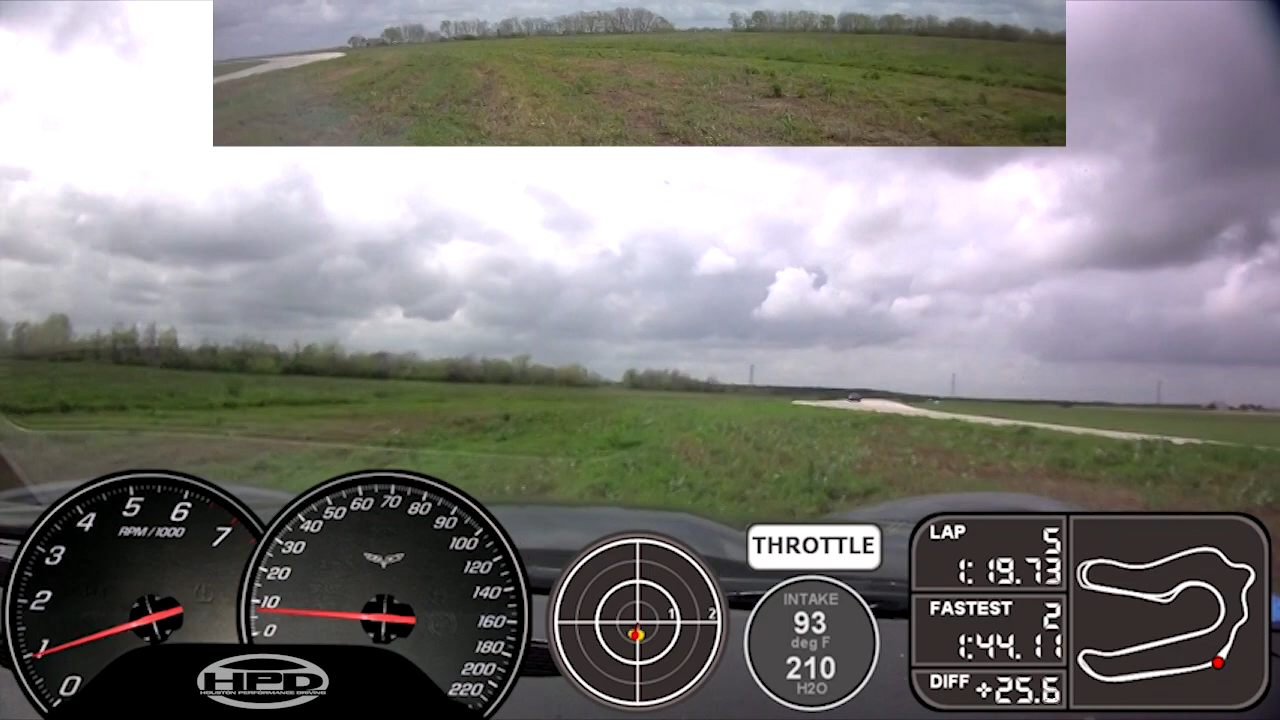 0 1 2 3 4 5 6 7
RPM / 1000
0 10 20 30 40 50 60 70 80 90 100 120 140 160 180 200 220
HPD
HOUSTON PERFORMANCE DRIVING
1 2
THROTTLE
INTAKE
93
deg F
210
H2O
LAP 5
1:19.73
FASTEST 2
1:44.11
DIFF +25.6